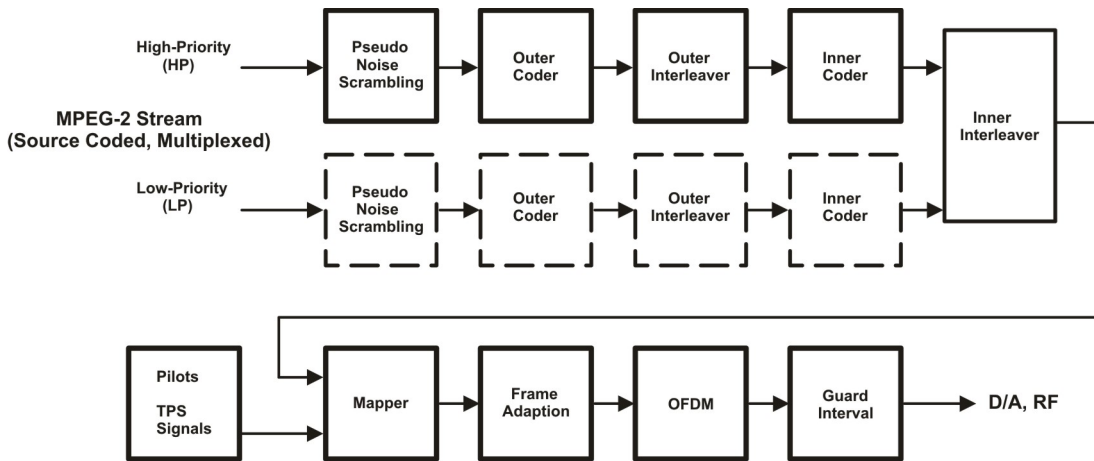 High-Priority
(HP)
Pseudo
Noise
Scrambling
Outer
Coder
Outer
Interleaver
Inner
Coder
Inner
Interleaver
MPEG-2 Stream
(Source Coded, Multiplexed)
Low-Priority
(LP)
Pseudo
Noise
Scrambling
Outer
Coder
Outer
Interleaver
Inner
Coder
Pilots
TPS
Signals
Mapper
Frame
Adaption
OFDM
Guard
Interval
D/A, RF